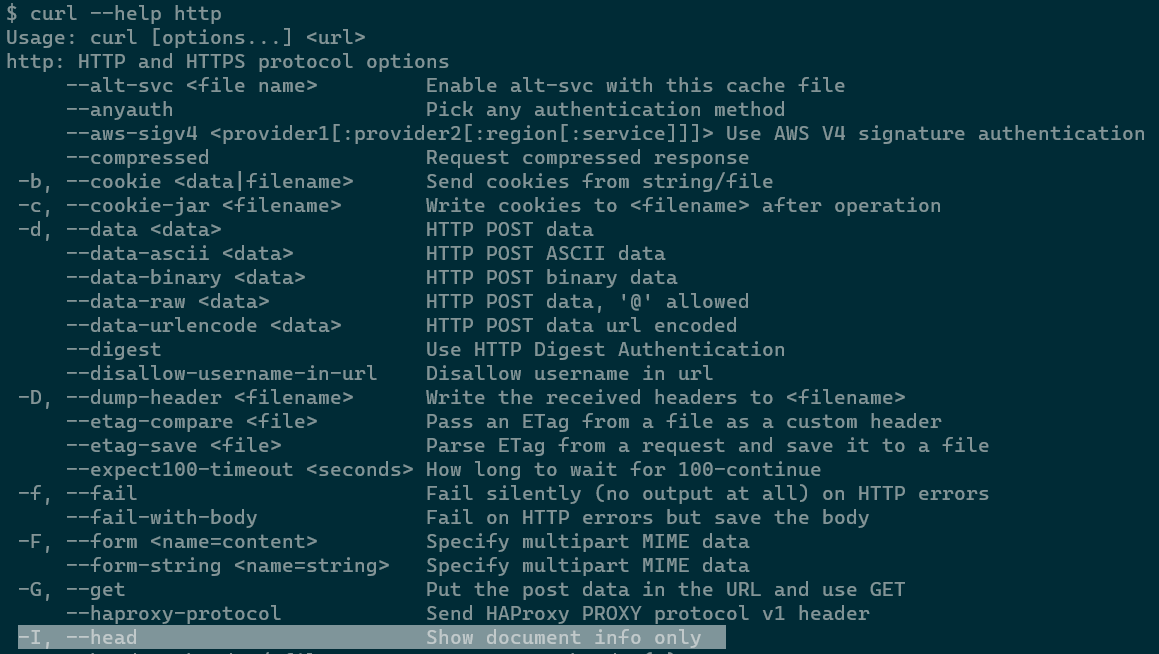 $ curl --help http
Usage: curl [options...] <url>
http: HTTP and HTTPS protocol options
     --alt-svc <file name>         Enable alt-svc with this cache file
     --anyauth                     Pick any authentication method
     --aws-sigv4 <provider1[:provider2[:region[:service]]]> Use AWS V4 signature authentication
     --compressed                  Request compressed response
 -b, --cookie <data|filename>      Send cookies from string/file
 -c, --cookie-jar <filename>       Write cookies to <filename> after operation
 -d, --data <data>                 HTTP POST data
     --data-ascii <data>           HTTP POST ASCII data
     --data-binary <data>          HTTP POST binary data
     --data-raw <data>             HTTP POST data, '@' allowed
     --data-urlencode <data>       HTTP POST data url encoded
     --digest                      Use HTTP Digest Authentication
     --disallow-username-in-url    Disallow username in url
 -D, --dump-header <filename>      Write the received headers to <filename>
     --etag-compare <file>         Pass an ETag from a file as a custom header
     --etag-save <file>            Parse ETag from a request and save it to a file
     --expect100-timeout <seconds> How long to wait for 100-continue
 -f, --fail                        Fail silently (no output at all) on HTTP errors
     --fail-with-body              Fail on HTTP errors but save the body
 -F, --form <name=content>         Specify multipart MIME data
     --form-string <name=string>   Specify multipart MIME data
 -G, --get                         Put the post data in the URL and use GET
     --haproxy-protocol            Send HAProxy PROXY protocol v1 header
 -I, --head                        Show document info only